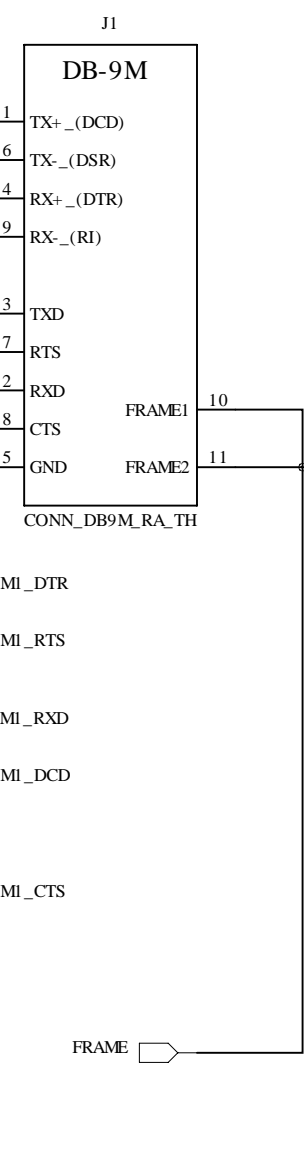 J1
DB-9M
1 TX+_(DCD)
6 TX-_(DSR)
4 RX+_(DTR)
9 RX-_(RI)
3 TXD
7 RTS
2 RXD
FRAME1 10
8 CTS
5 GND FRAME2 11
CONN_DB9M_RA_TH
M1_DTR
M1_RTS
M1_RXD
M1_DCD
M1_CTS
FRAME